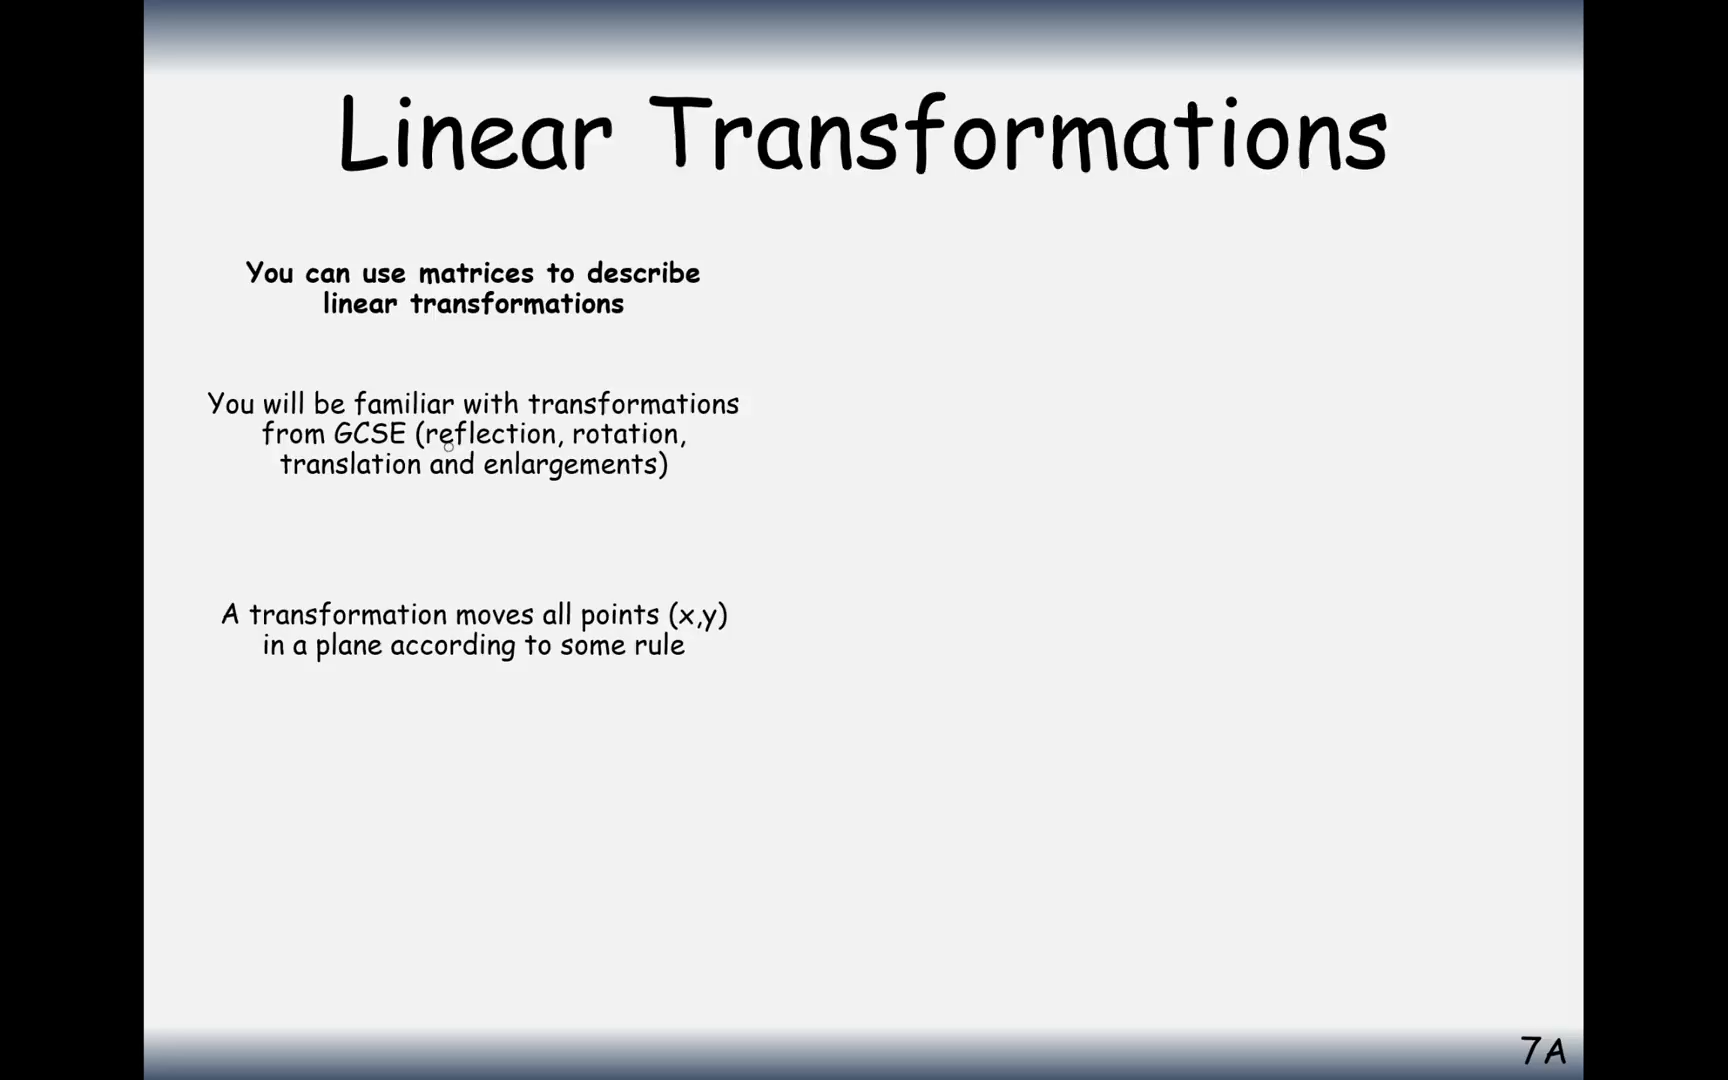 Linear Transformations
You can use matrices to describe
linear transformations
You will be familiar with transformations
from GCSE (reflection, rotation,
translation and enlargements)
A transformation moves all points (x,y)
in a plane according to some rule
7A